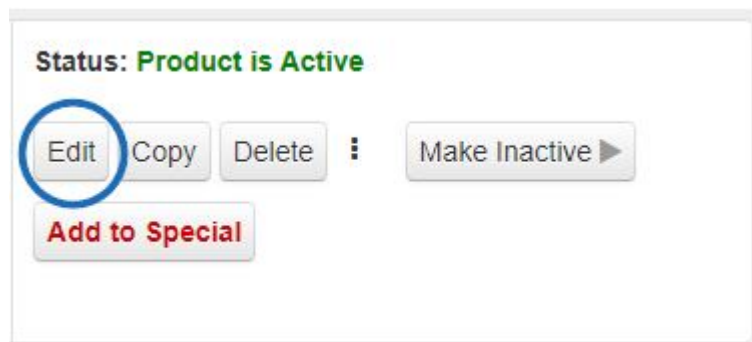 Status: Product is Active
Edit Copy Delete ⋮ Make Inactive ▶
Add to Special